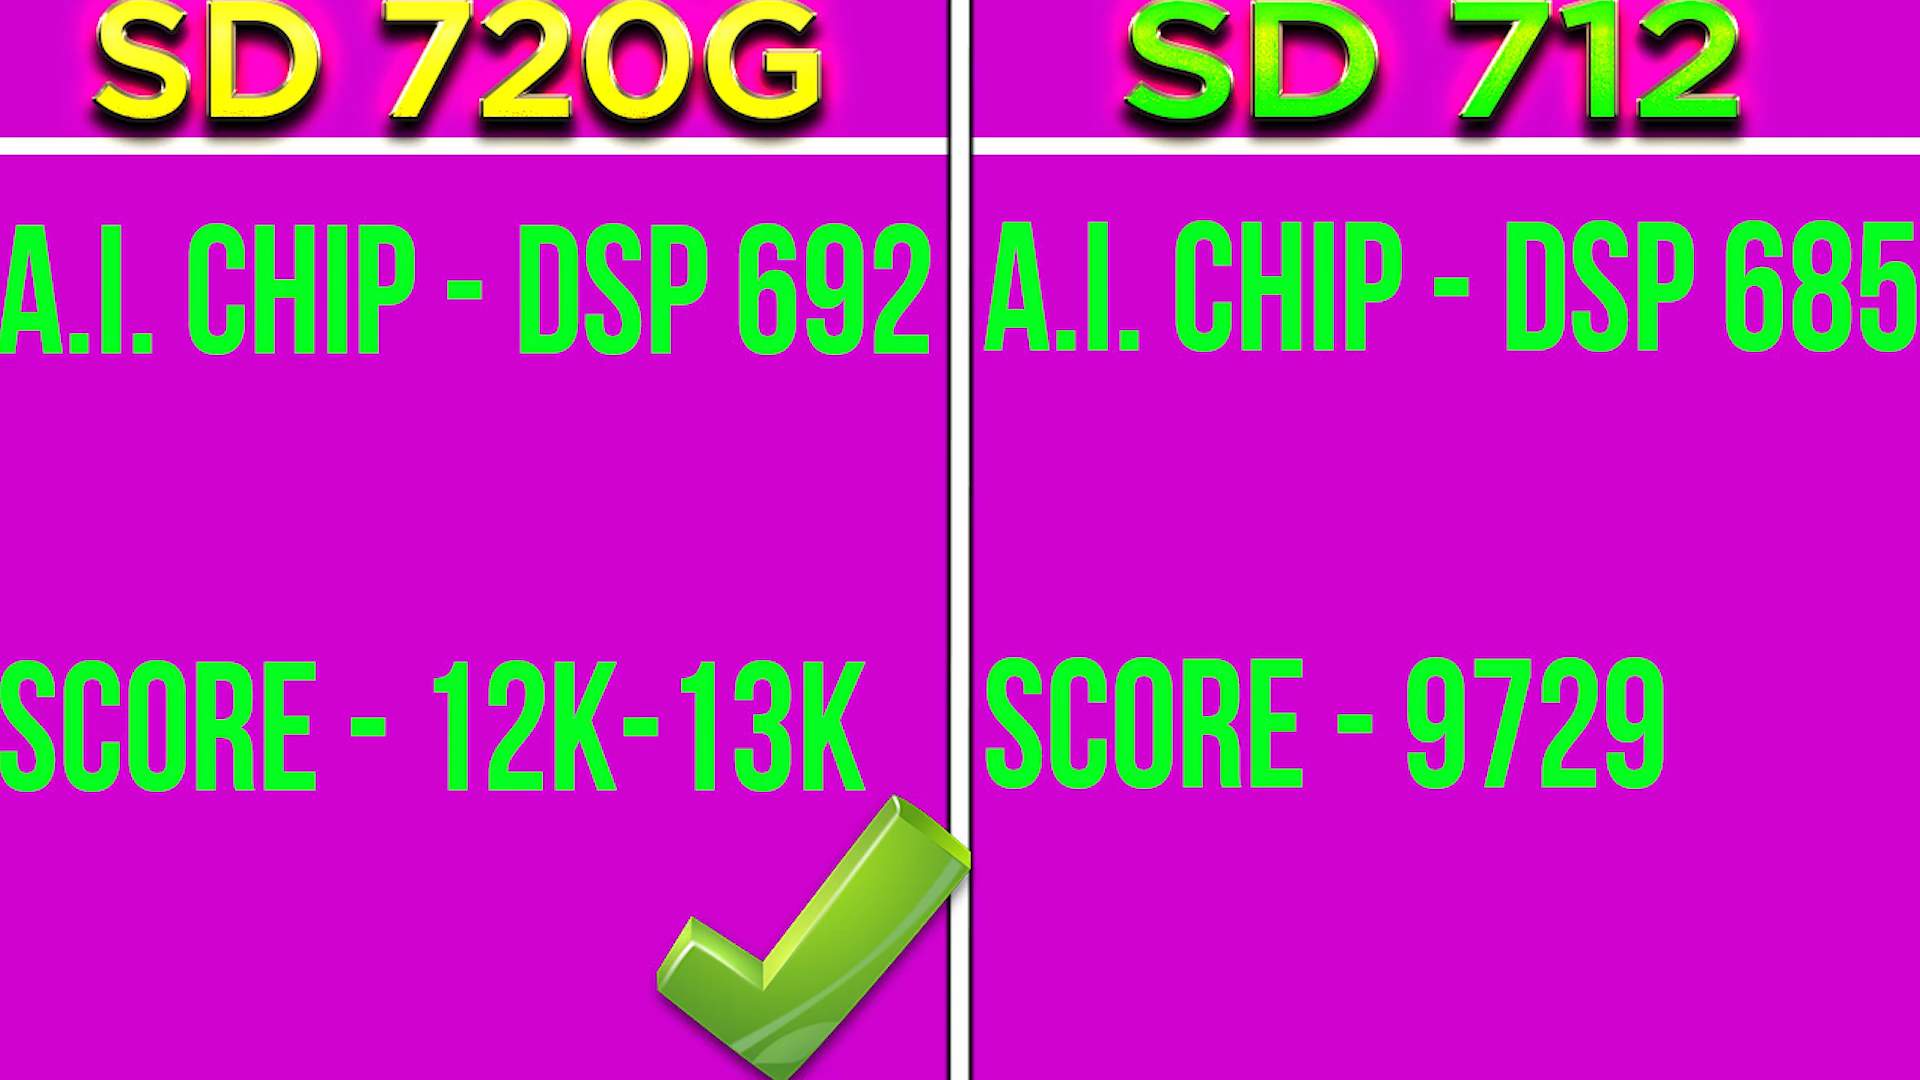 SD 720G
SD 712
A.I. CHIP - DSP 692
A.I. CHIP - DSP 685
SCORE - 12K-13K
SCORE - 9729